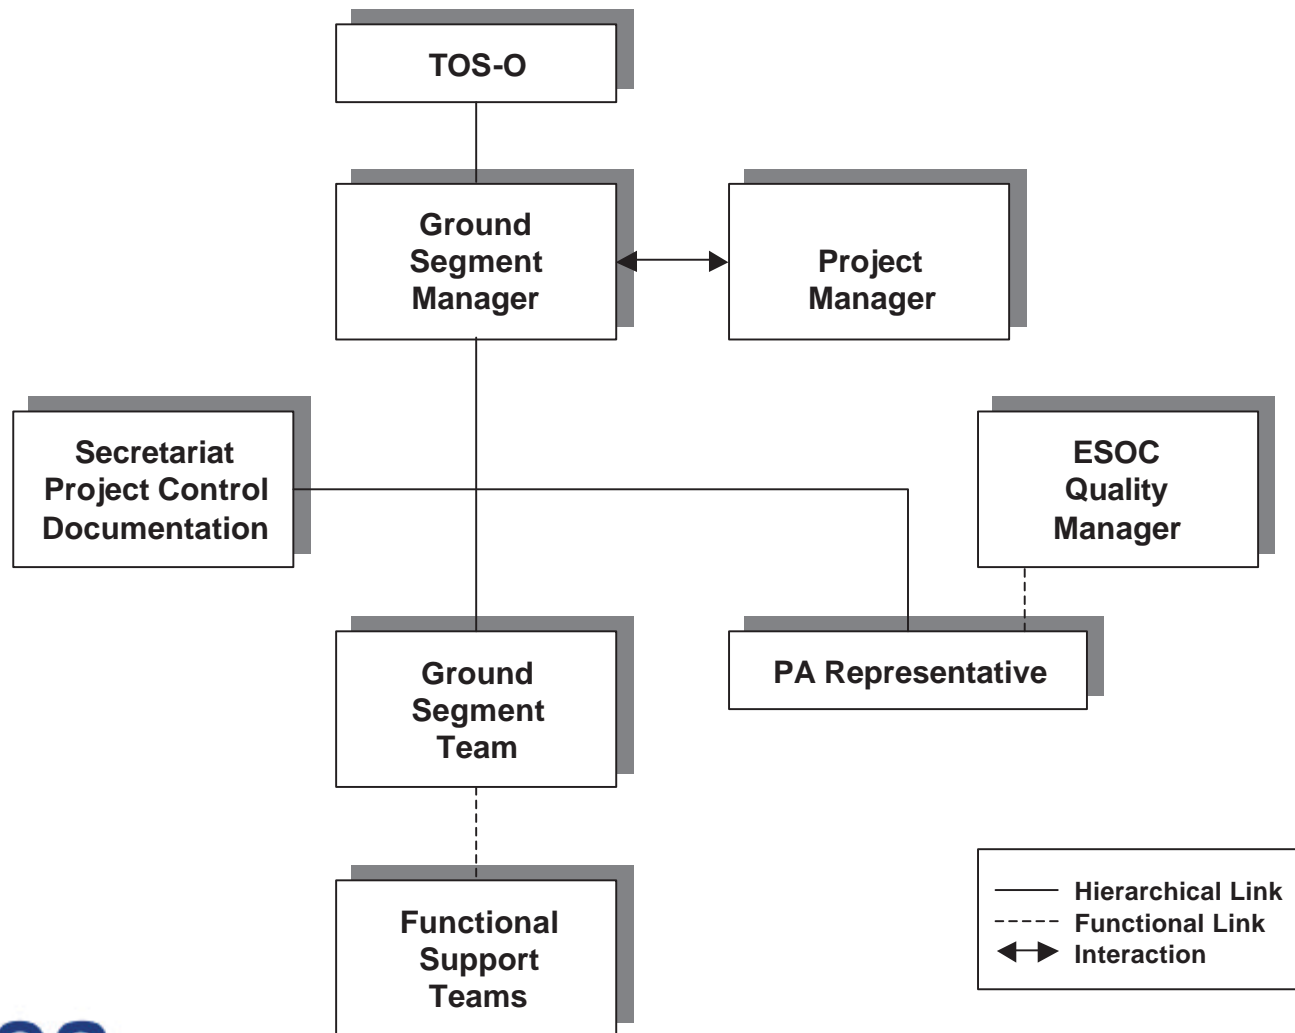 TOS-O
Ground
Segment
Manager
Project
Manager
Secretariat
Project Control
Documentation
ESOC
Quality
Manager
Ground
Segment
Team
PA Representative
Functional
Support
Teams
Hierarchical Link
Functional Link
Interaction